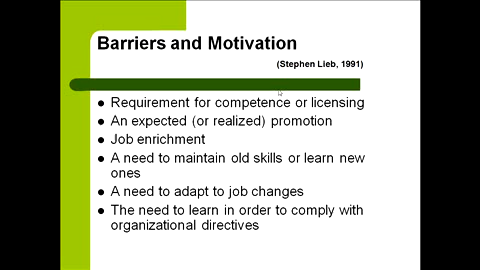 Barriers and Motivation
(Stephen Lieb, 1991)
Requirement for competence or licensing
An expected (or realized) promotion
Job enrichment
A need to maintain old skills or learn new
ones
A need to adapt to job changes
The need to learn in order to comply with
organizational directives